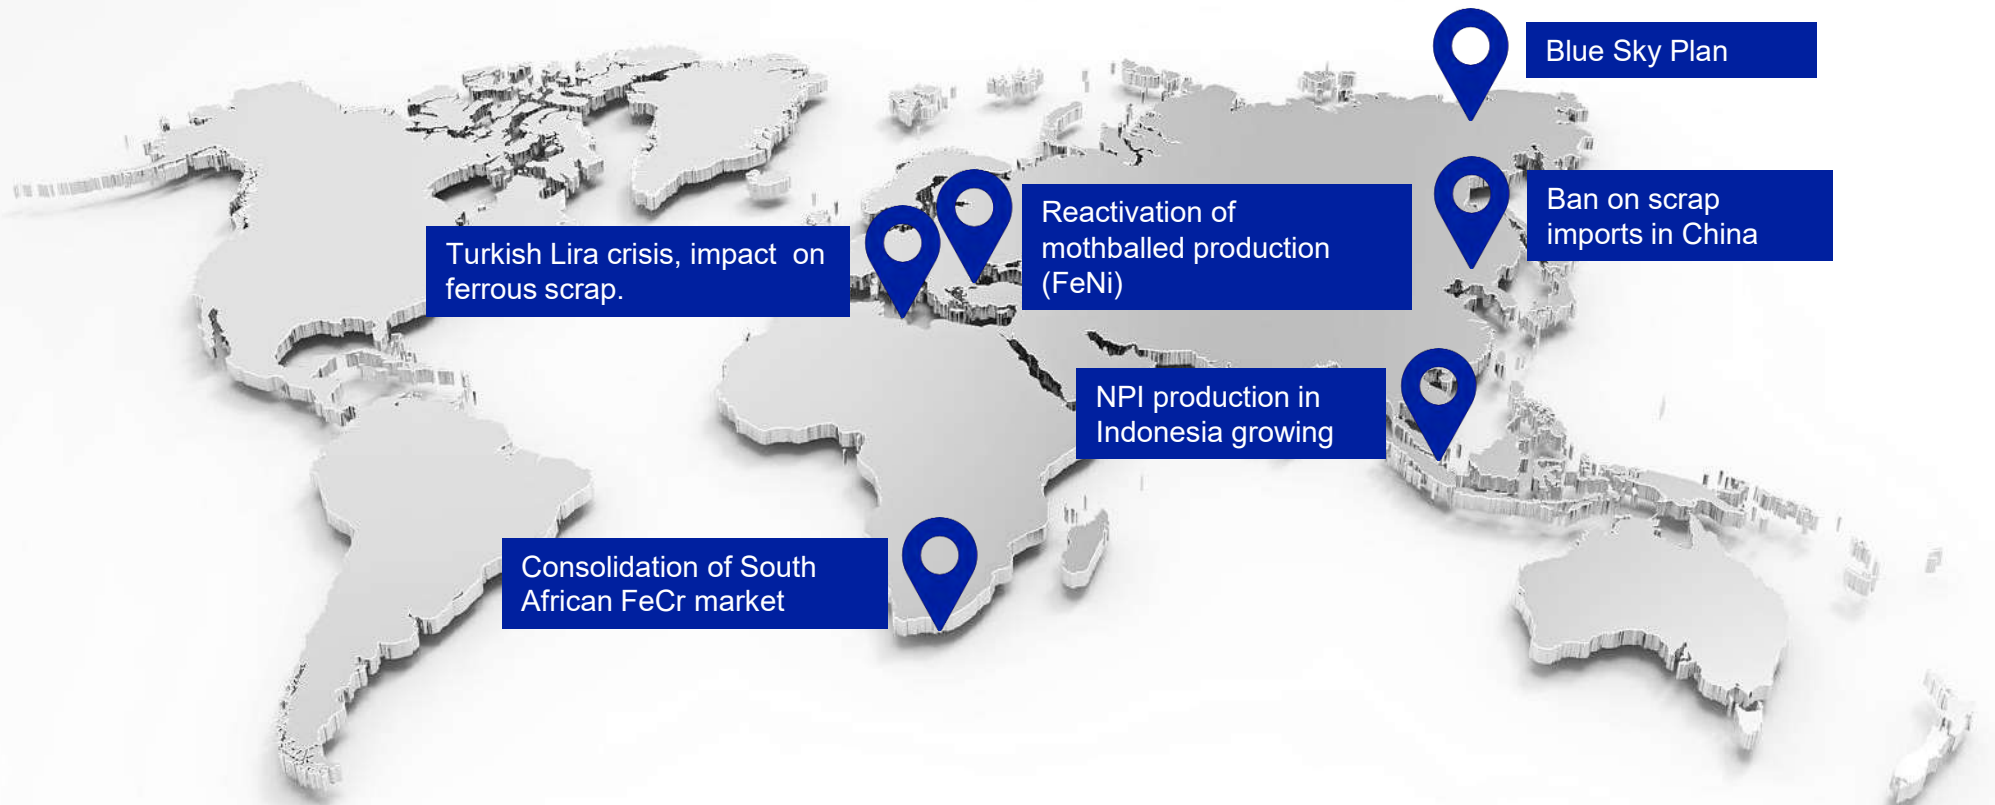 Blue Sky Plan
Ban on scrap
imports in China
Reactivation of
mothballed production
(FeNi)
Turkish Lira crisis, impact  on
ferrous scrap.
NPI production in
Indonesia growing
Consolidation of South
African FeCr market